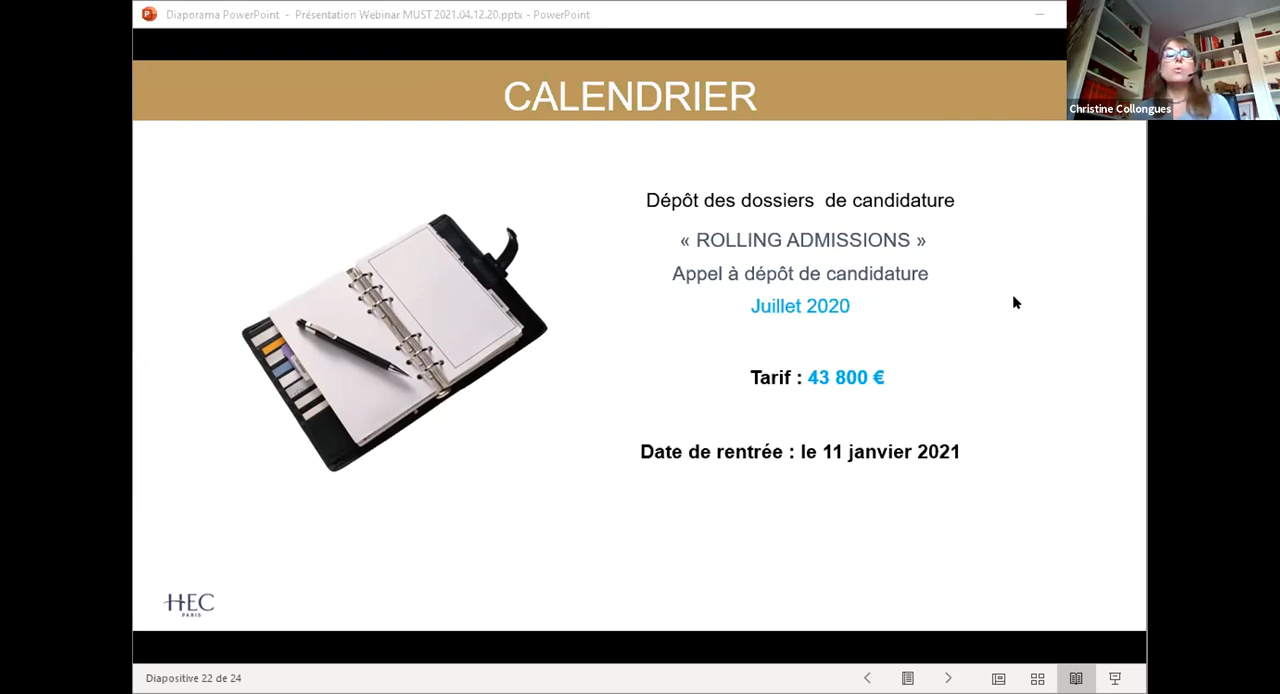 Diaporama PowerPoint - Présentation Webinar MUST 2021.04.12.20.pptx - PowerPoint
Christine Collongues
CALENDRIER
Dépôt des dossiers de candidature
« ROLLING ADMISSIONS »
Appel à dépôt de candidature
Juillet 2020
Tarif : 43 800 €
Date de rentrée : le 11 janvier 2021
HEC
PARIS
Diapositive 22 de 24